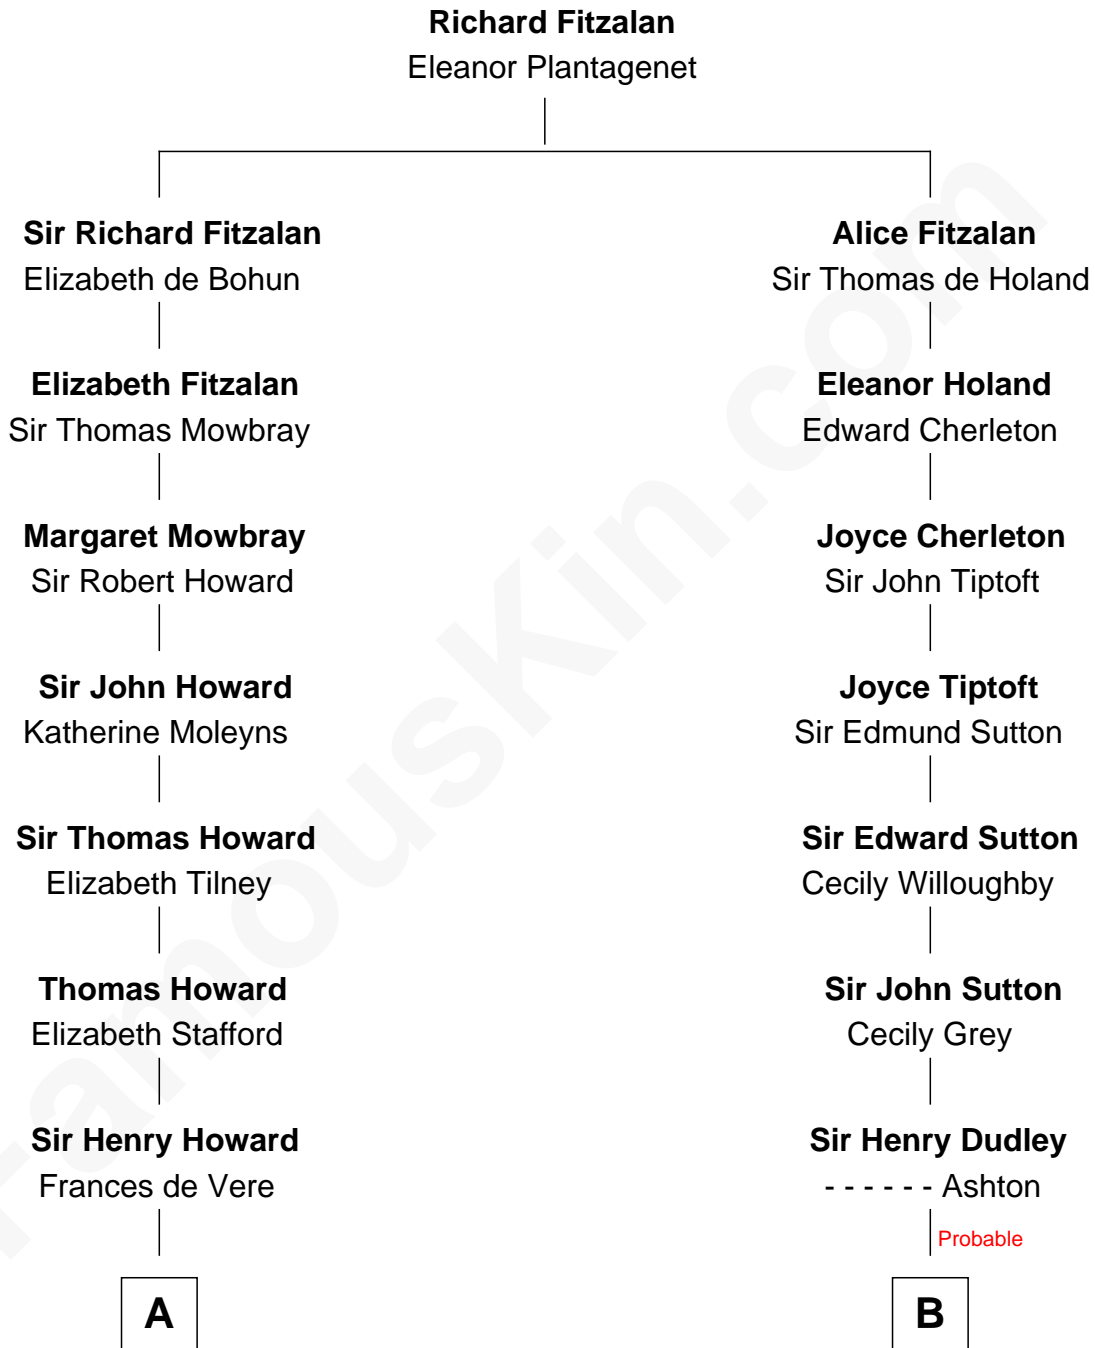 Richard Fitzalan
Eleanor Plantagenet
Sir Richard Fitzalan
Elizabeth de Bohun
Alice Fitzalan
Sir Thomas de Holand
Elizabeth Fitzalan
Sir Thomas Mowbray
Eleanor Holand
Edward Cherleton
Margaret Mowbray
Sir Robert Howard
Joyce Cherleton
Sir John Tiptoft
Sir John Howard
Katherine Moleyns
Joyce Tiptoft
Sir Edmund Sutton
Sir Thomas Howard
Elizabeth Tilney
Sir Edward Sutton
Cecily Willoughby
Thomas Howard
Elizabeth Stafford
Sir John Sutton
Cecily Grey
Sir Henry Howard
Frances de Vere
Sir Henry Dudley
- - - - - - Ashton
Probable
A
B
FamousKin.com